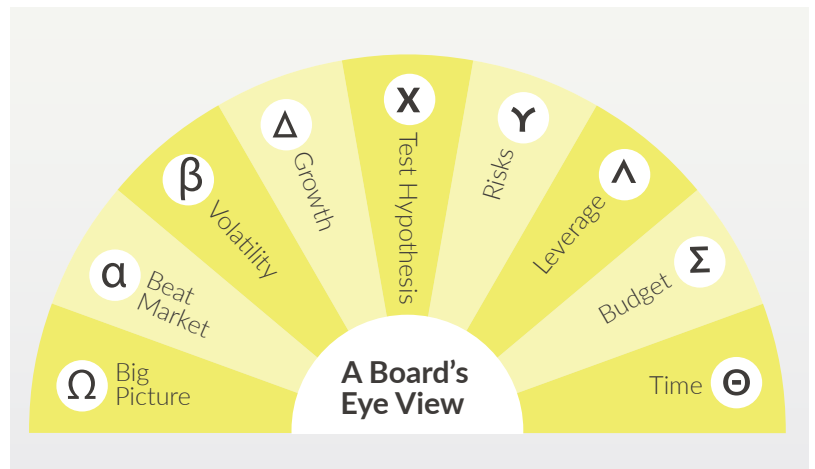 Ω Big
Picture
α Beat
Market
β Volatility
Δ Growth
X Test Hypothesis
ϒ Risks
Λ Leverage
Σ Budget
Θ Time
A Board’s
Eye View